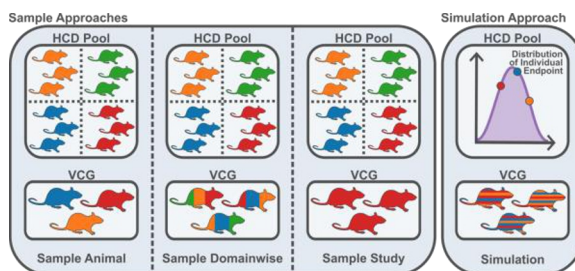 Sample Approaches
HCD Pool
VCG
Sample Animal
HCD Pool
VCG
Sample Domainwise
HCD Pool
VCG
Sample Study
Simulation Approach
HCD Pool
Distribution
of Individual
Endpoint
VCG
Simulation